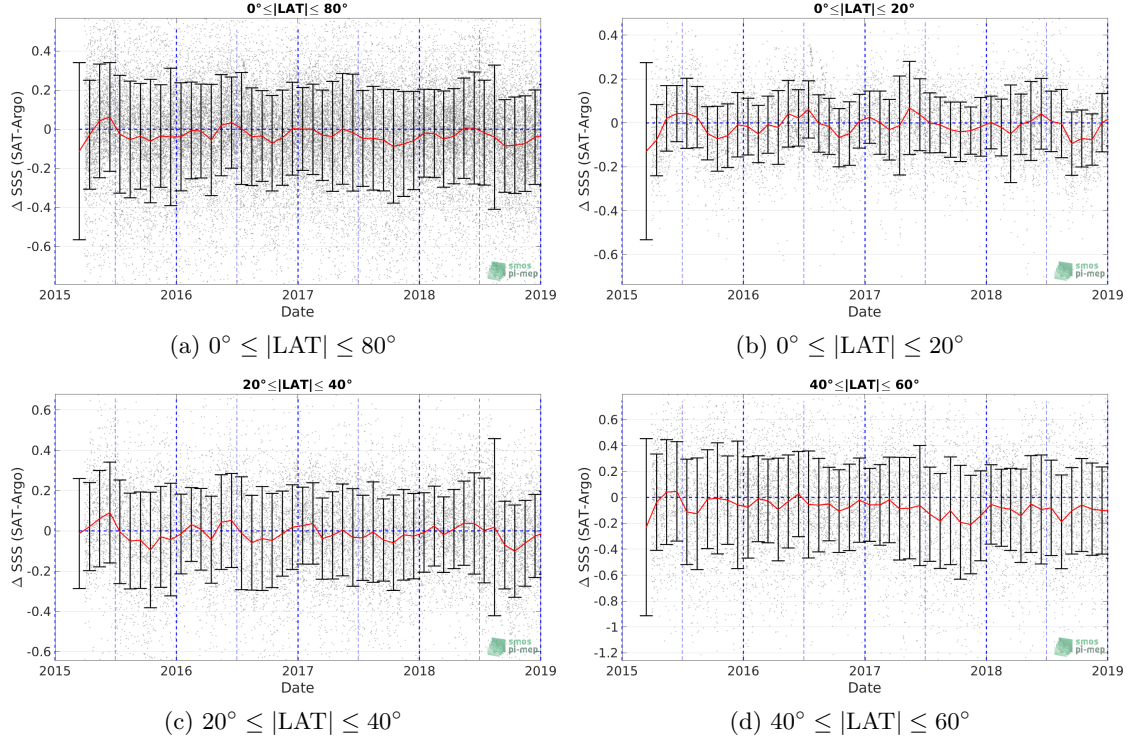 0°≤|LAT|≤ 80°
Δ SSS (SAT-Argo)
0.4
0.2
0
-0.2
-0.4
-0.6
2015 2016 2017 2018 2019
Date
smos
pi-mep
(a) 0° ≤ |LAT| ≤ 80°
0°≤|LAT|≤ 20°
Δ SSS (SAT-Argo)
0.4
0.2
0
-0.2
-0.4
-0.6
2015 2016 2017 2018 2019
Date
smos
pi-mep
(b) 0° ≤ |LAT| ≤ 20°
20°≤|LAT|≤ 40°
Δ SSS (SAT-Argo)
0.6
0.4
0.2
0
-0.2
-0.4
-0.6
2015 2016 2017 2018 2019
Date
smos
pi-mep
(c) 20° ≤ |LAT| ≤ 40°
40°≤|LAT|≤ 60°
Δ SSS (SAT-Argo)
0.6
0.4
0.2
0
-0.2
-0.4
-0.6
-0.8
-1
-1.2
2015 2016 2017 2018 2019
Date
smos
pi-mep
(d) 40° ≤ |LAT| ≤ 60°